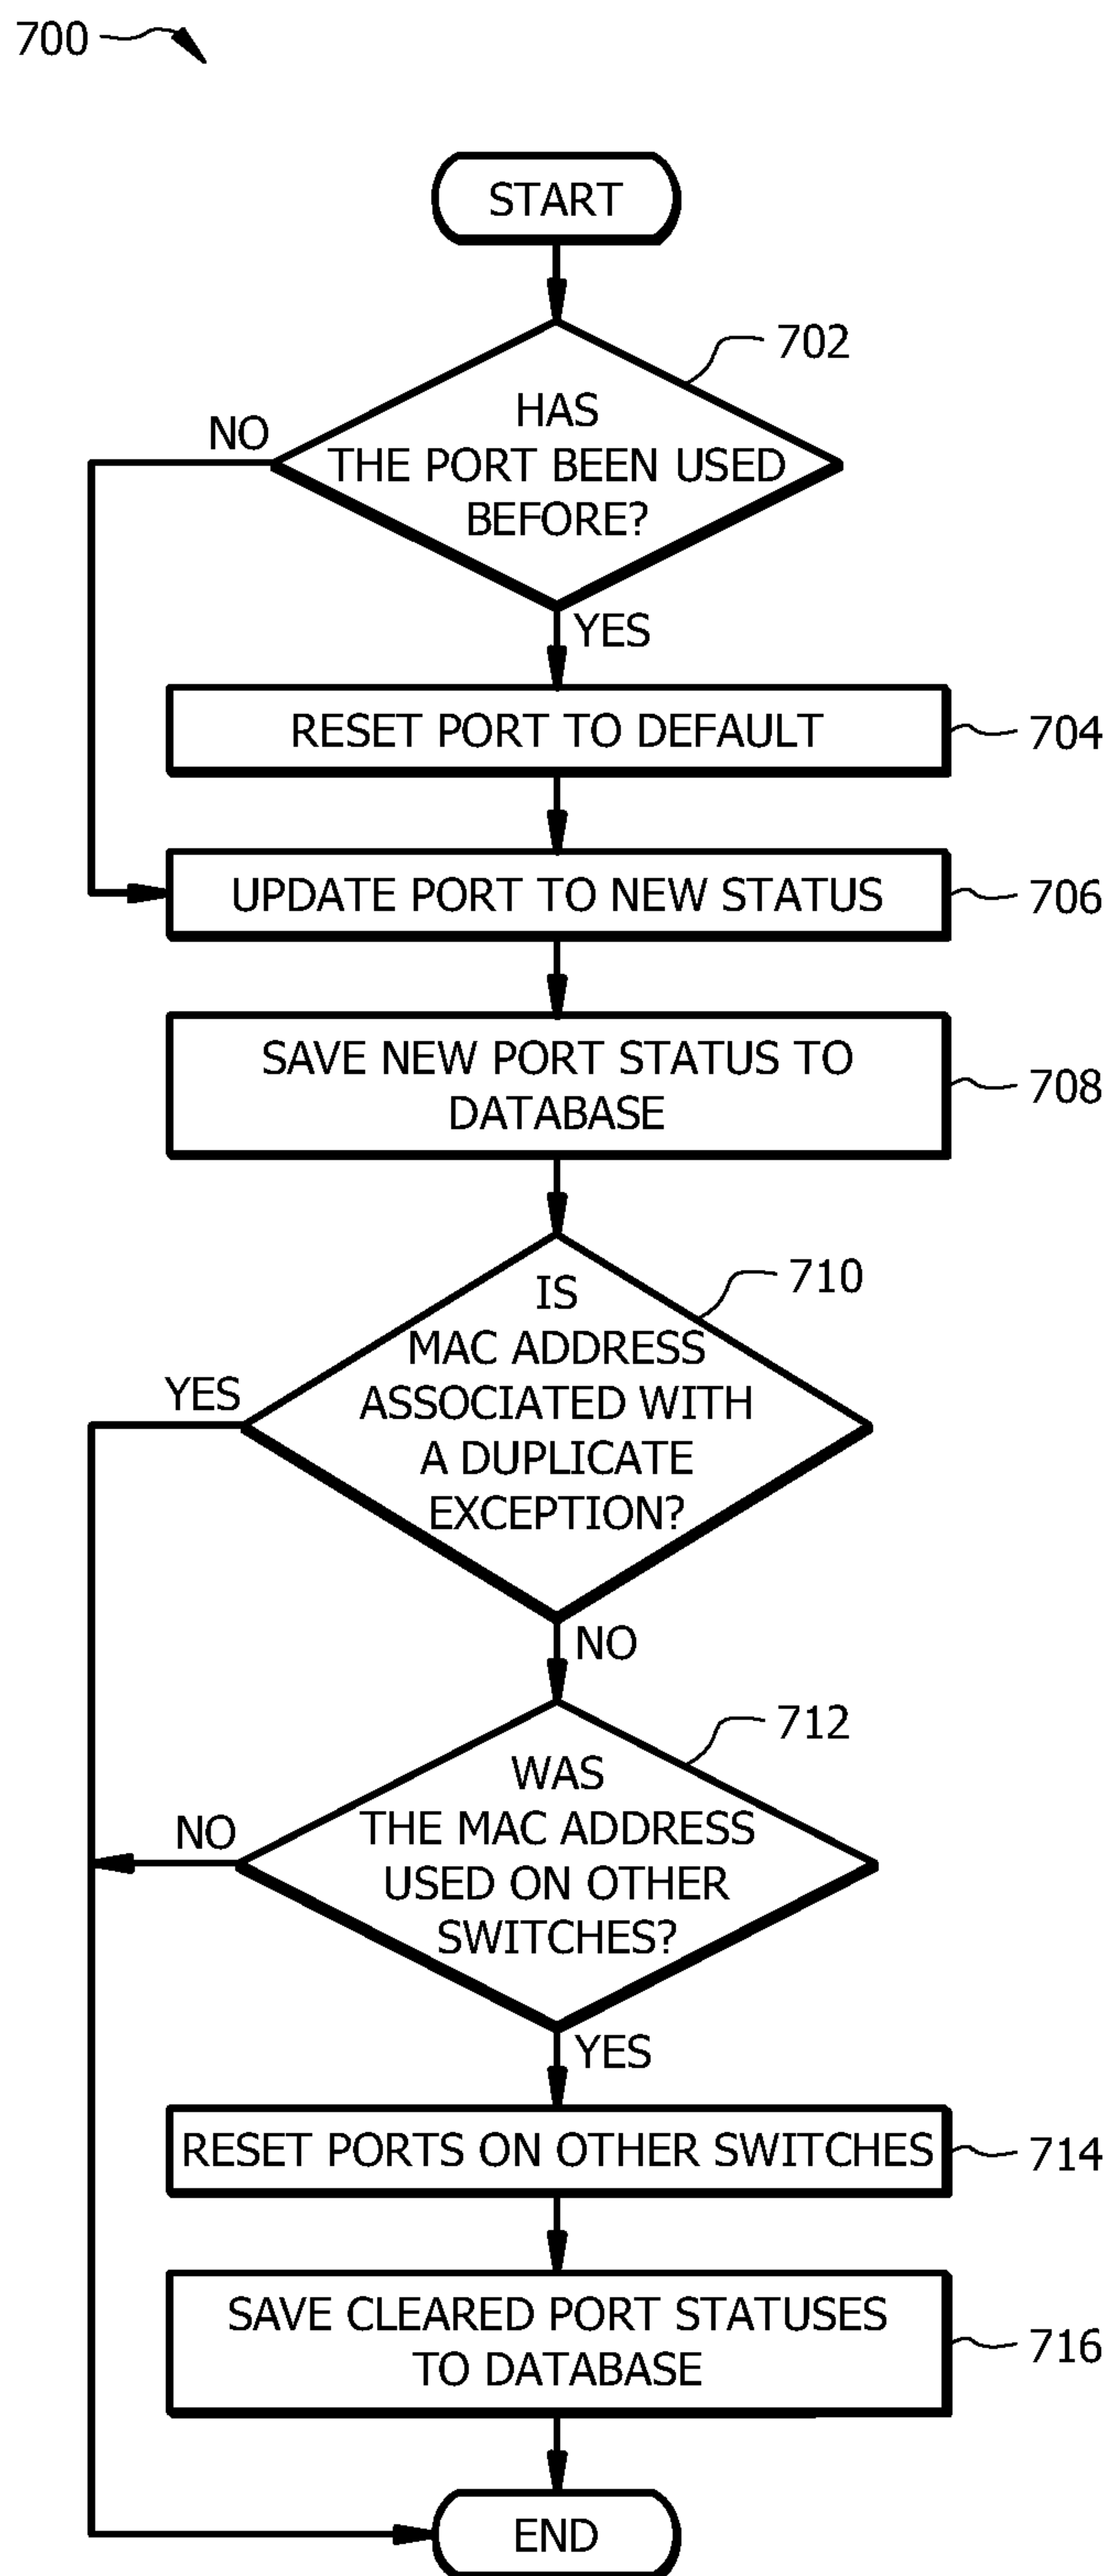 700
START
702
HAS
THE PORT BEEN USED
BEFORE?
NO
YES
RESET PORT TO DEFAULT
704
UPDATE PORT TO NEW STATUS
706
SAVE NEW PORT STATUS TO
DATABASE
708
710
IS
MAC ADDRESS
ASSOCIATED WITH
A DUPLICATE
EXCEPTION?
YES
NO
712
WAS
THE MAC ADDRESS
USED ON OTHER
SWITCHES?
NO
YES
RESET PORTS ON OTHER SWITCHES
714
SAVE CLEARED PORT STATUSES
TO DATABASE
716
END